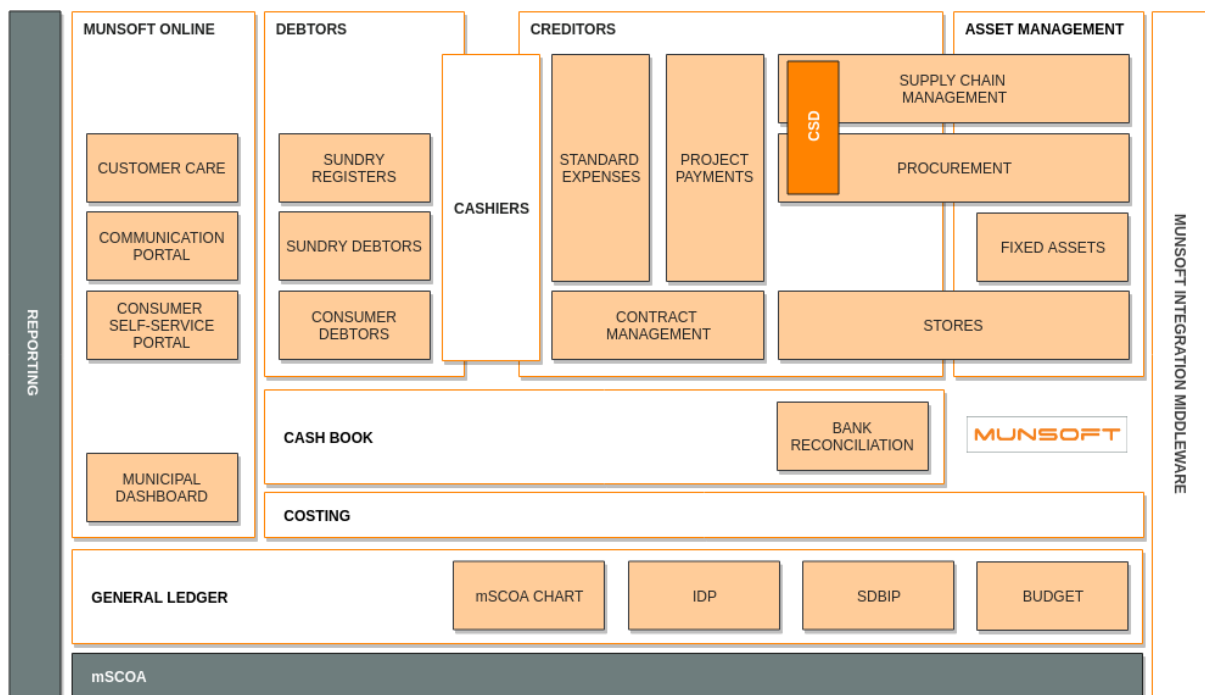 MUNSOFT ONLINE
DEBTORS
CREDITORS
ASSET MANAGEMENT
REPORTING
CUSTOMER CARE
COMMUNICATION
PORTAL
CONSUMER
SELF-SERVICE
PORTAL
MUNICIPAL
DASHBOARD
SUNDRY
REGISTERS
SUNDRY DEBTORS
CONSUMER
DEBTORS
CASHIERS
STANDARD
EXPENSES
PROJECT
PAYMENTS
CONTRACT
MANAGEMENT
CSD
SUPPLY CHAIN
MANAGEMENT
PROCUREMENT
FIXED ASSETS
STORES
MUNSOFT INTEGRATION MIDDLEWARE
CASH BOOK
BANK
RECONCILIATION
MUNSOFT
COSTING
GENERAL LEDGER
mSCOA CHART
IDP
SDBIP
BUDGET
mSCOA